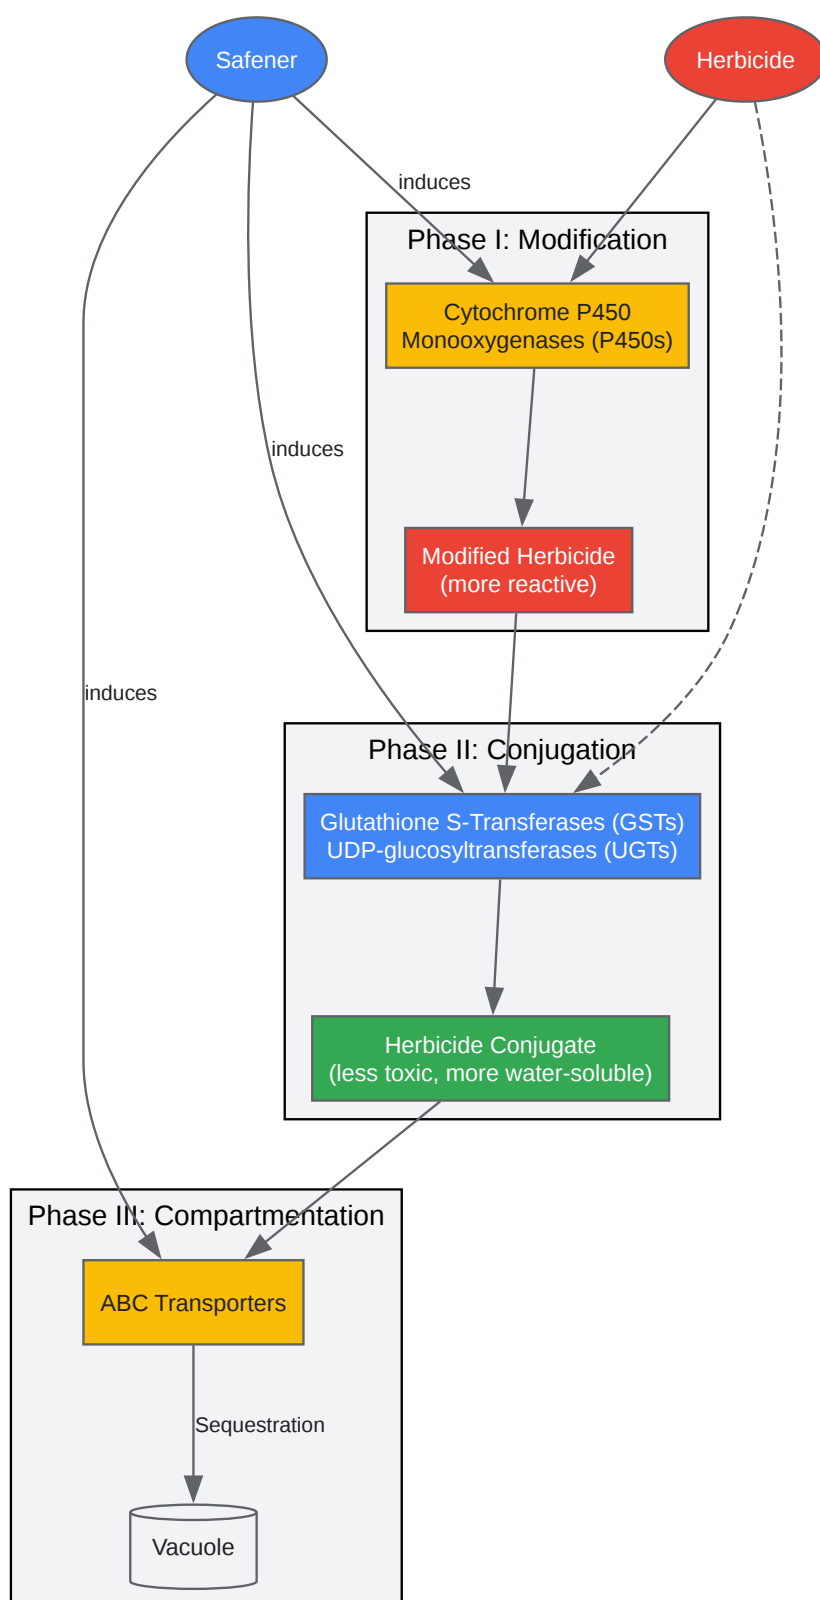 Safener
Herbicide
induces
Phase I: Modification
Cytochrome P450
Monooxygenases (P450s)
induces
Modified Herbicide
(more reactive)
induces
Phase II: Conjugation
Glutathione S-Transferases (GSTs)
UDP-glucosyltransferases (UGTs)
Herbicide Conjugate
(less toxic, more water-soluble)
Phase III: Compartmentation
ABC Transporters
Sequestration
Vacuole